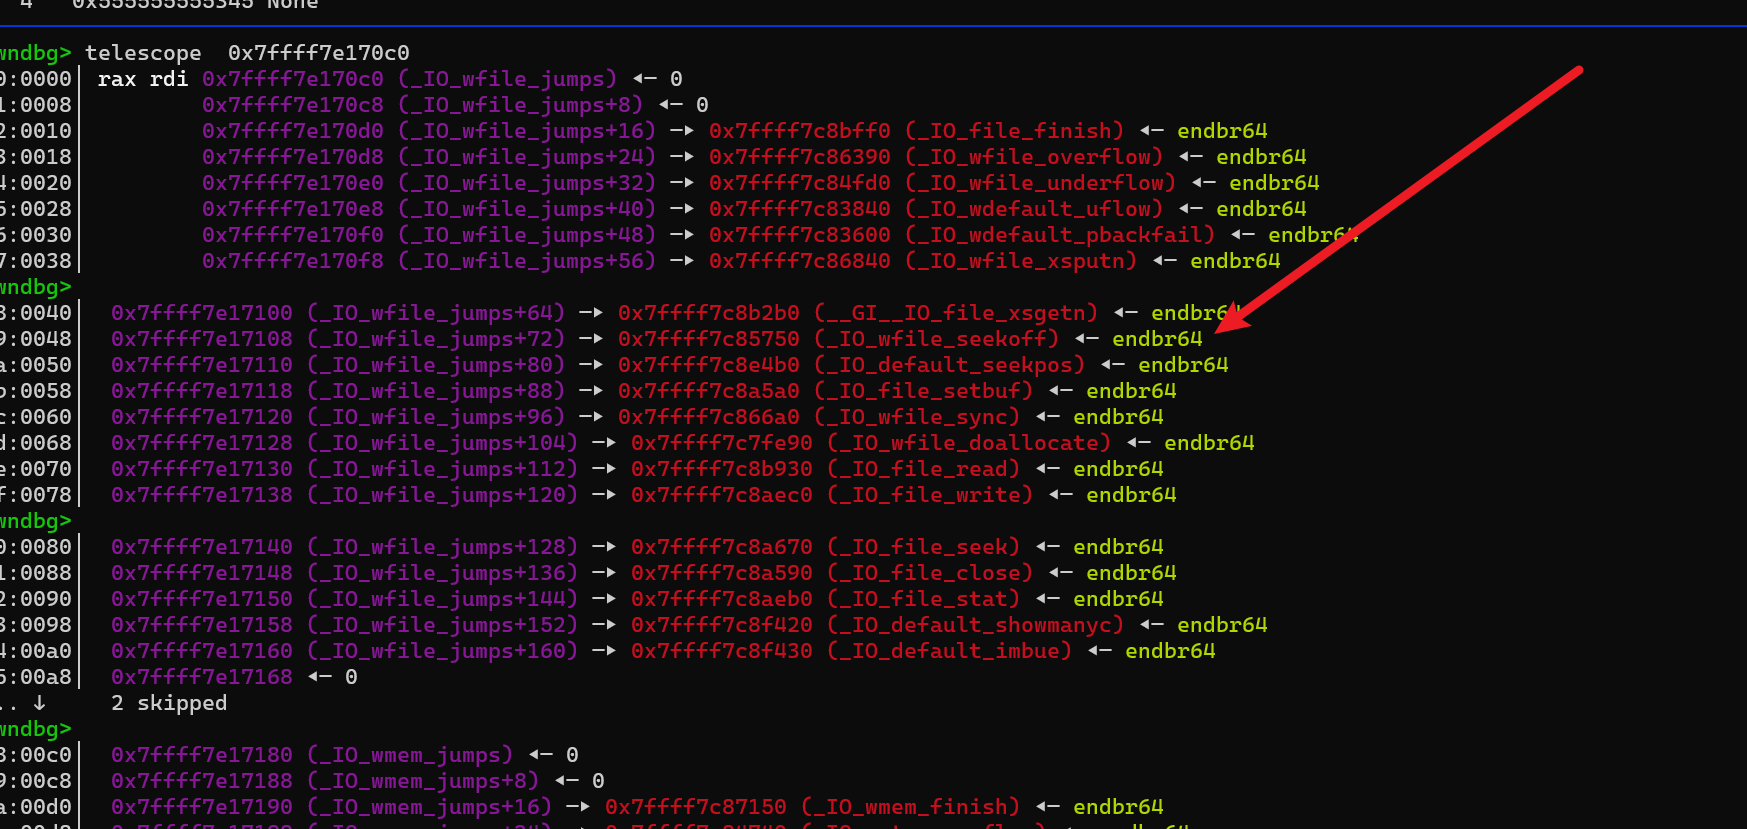 4 0x555555555345 None
wndbg> telescope 0x7ffff7e170c0
0:0000│ rax rdi 0x7ffff7e170c0 (_IO_wfile_jumps) ◂— 0
1:0008│ 0x7ffff7e170c8 (_IO_wfile_jumps+8) ◂— 0
2:0010│ 0x7ffff7e170d0 (_IO_wfile_jumps+16) —▸ 0x7ffff7c8bff0 (_IO_file_finish) ◂— endbr64
3:0018│ 0x7ffff7e170d8 (_IO_wfile_jumps+24) —▸ 0x7ffff7c86390 (_IO_wfile_overflow) ◂— endbr64
4:0020│ 0x7ffff7e170e0 (_IO_wfile_jumps+32) —▸ 0x7ffff7c84fd0 (_IO_wfile_underflow) ◂— endbr64
5:0028│ 0x7ffff7e170e8 (_IO_wfile_jumps+40) —▸ 0x7ffff7c83840 (_IO_wdefault_uflow) ◂— endbr64
6:0030│ 0x7ffff7e170f0 (_IO_wfile_jumps+48) —▸ 0x7ffff7c83600 (_IO_wdefault_pbackfail) ◂— endbr64
7:0038│ 0x7ffff7e170f8 (_IO_wfile_jumps+56) —▸ 0x7ffff7c86840 (_IO_wfile_xsputn) ◂— endbr64
wndbg>
8:0040│ 0x7ffff7e17100 (_IO_wfile_jumps+64) —▸ 0x7ffff7c8b2b0 (__GI__IO_file_xsgetn) ◂— endbr64
9:0048│ 0x7ffff7e17108 (_IO_wfile_jumps+72) —▸ 0x7ffff7c85750 (_IO_wfile_seekoff) ◂— endbr64
a:0050│ 0x7ffff7e17110 (_IO_wfile_jumps+80) —▸ 0x7ffff7c8e4b0 (_IO_default_seekpos) ◂— endbr64
b:0058│ 0x7ffff7e17118 (_IO_wfile_jumps+88) —▸ 0x7ffff7c8a5a0 (_IO_file_setbuf) ◂— endbr64
c:0060│ 0x7ffff7e17120 (_IO_wfile_jumps+96) —▸ 0x7ffff7c866a0 (_IO_wfile_sync) ◂— endbr64
d:0068│ 0x7ffff7e17128 (_IO_wfile_jumps+104) —▸ 0x7ffff7c7fe90 (_IO_wfile_doallocate) ◂— endbr64
e:0070│ 0x7ffff7e17130 (_IO_wfile_jumps+112) —▸ 0x7ffff7c8b930 (_IO_file_read) ◂— endbr64
f:0078│ 0x7ffff7e17138 (_IO_wfile_jumps+120) —▸ 0x7ffff7c8aec0 (_IO_file_write) ◂— endbr64
wndbg>
0:0080│ 0x7ffff7e17140 (_IO_wfile_jumps+128) —▸ 0x7ffff7c8a670 (_IO_file_seek) ◂— endbr64
1:0088│ 0x7ffff7e17148 (_IO_wfile_jumps+136) —▸ 0x7ffff7c8a590 (_IO_file_close) ◂— endbr64
2:0090│ 0x7ffff7e17150 (_IO_wfile_jumps+144) —▸ 0x7ffff7c8aeb0 (_IO_file_stat) ◂— endbr64
3:0098│ 0x7ffff7e17158 (_IO_wfile_jumps+152) —▸ 0x7ffff7c8f420 (_IO_default_showmanyc) ◂— endbr64
4:00a0│ 0x7ffff7e17160 (_IO_wfile_jumps+160) —▸ 0x7ffff7c8f430 (_IO_default_imbue) ◂— endbr64
5:00a8│ 0x7ffff7e17168 ◂— 0
.. ↓ 2 skipped
wndbg>
8:00c0│ 0x7ffff7e17180 (_IO_wmem_jumps) ◂— 0
9:00c8│ 0x7ffff7e17188 (_IO_wmem_jumps+8) ◂— 0
a:00d0│ 0x7ffff7e17190 (_IO_wmem_jumps+16) —▸ 0x7ffff7c87150 (_IO_wmem_finish) ◂— endbr64